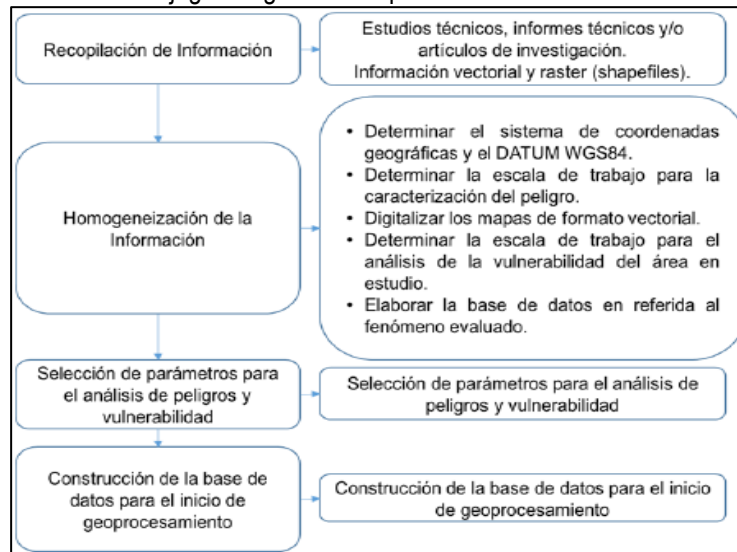 Recopilación de Información
Estudios técnicos, informes técnicos y/o
artículos de investigación.
Información vectorial y raster (shapefiles).
Homogeneización de la
Información
• Determinar el sistema de coordenadas
geográficas y el DATUM WGS84.
• Determinar la escala de trabajo para la
caracterización del peligro.
• Digitalizar los mapas de formato vectorial.
• Determinar la escala de trabajo para el
análisis de la vulnerabilidad del área en
estudio.
• Elaborar la base de datos en referida al
fenómeno evaluado.
Selección de parámetros para
el análisis de peligros y
vulnerabilidad
Selección de parámetros para el análisis de
peligros y vulnerabilidad
Construcción de la base de
datos para el inicio de
geoprocesamiento
Construcción de la base de datos para el inicio
de geoprocesamiento